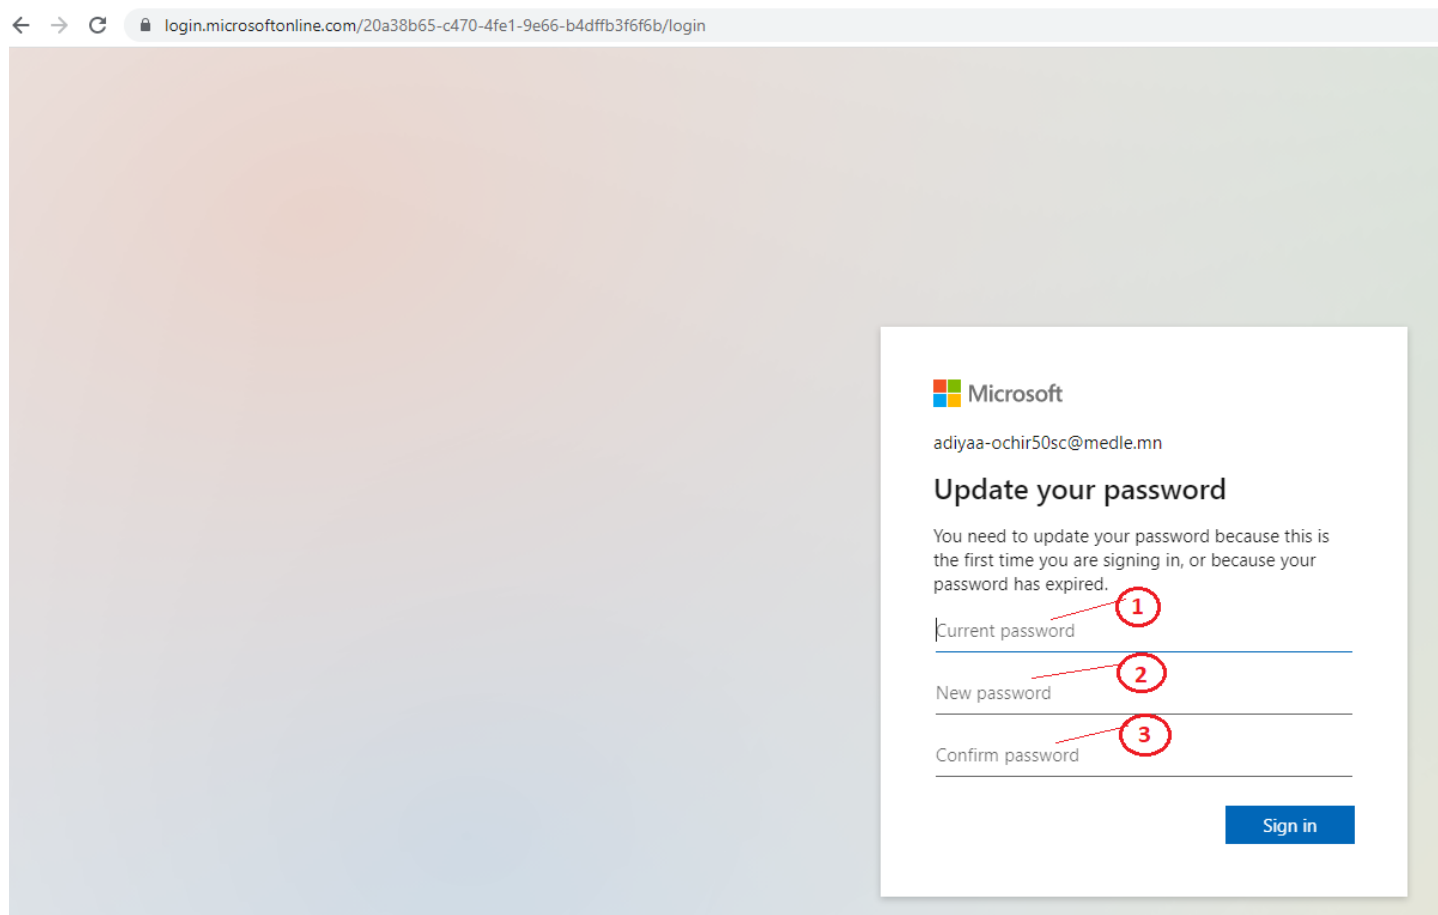 login.microsoftonline.com/20a38b65-c470-4fe1-9e66-b4dffb3f6f6b/login
Microsoft
adiyaa-ochir50sc@medle.mn
Update your password
You need to update your password because this is
the first time you are signing in, or because your
password has expired.
1
Current password
2
New password
3
Confirm password
Sign in